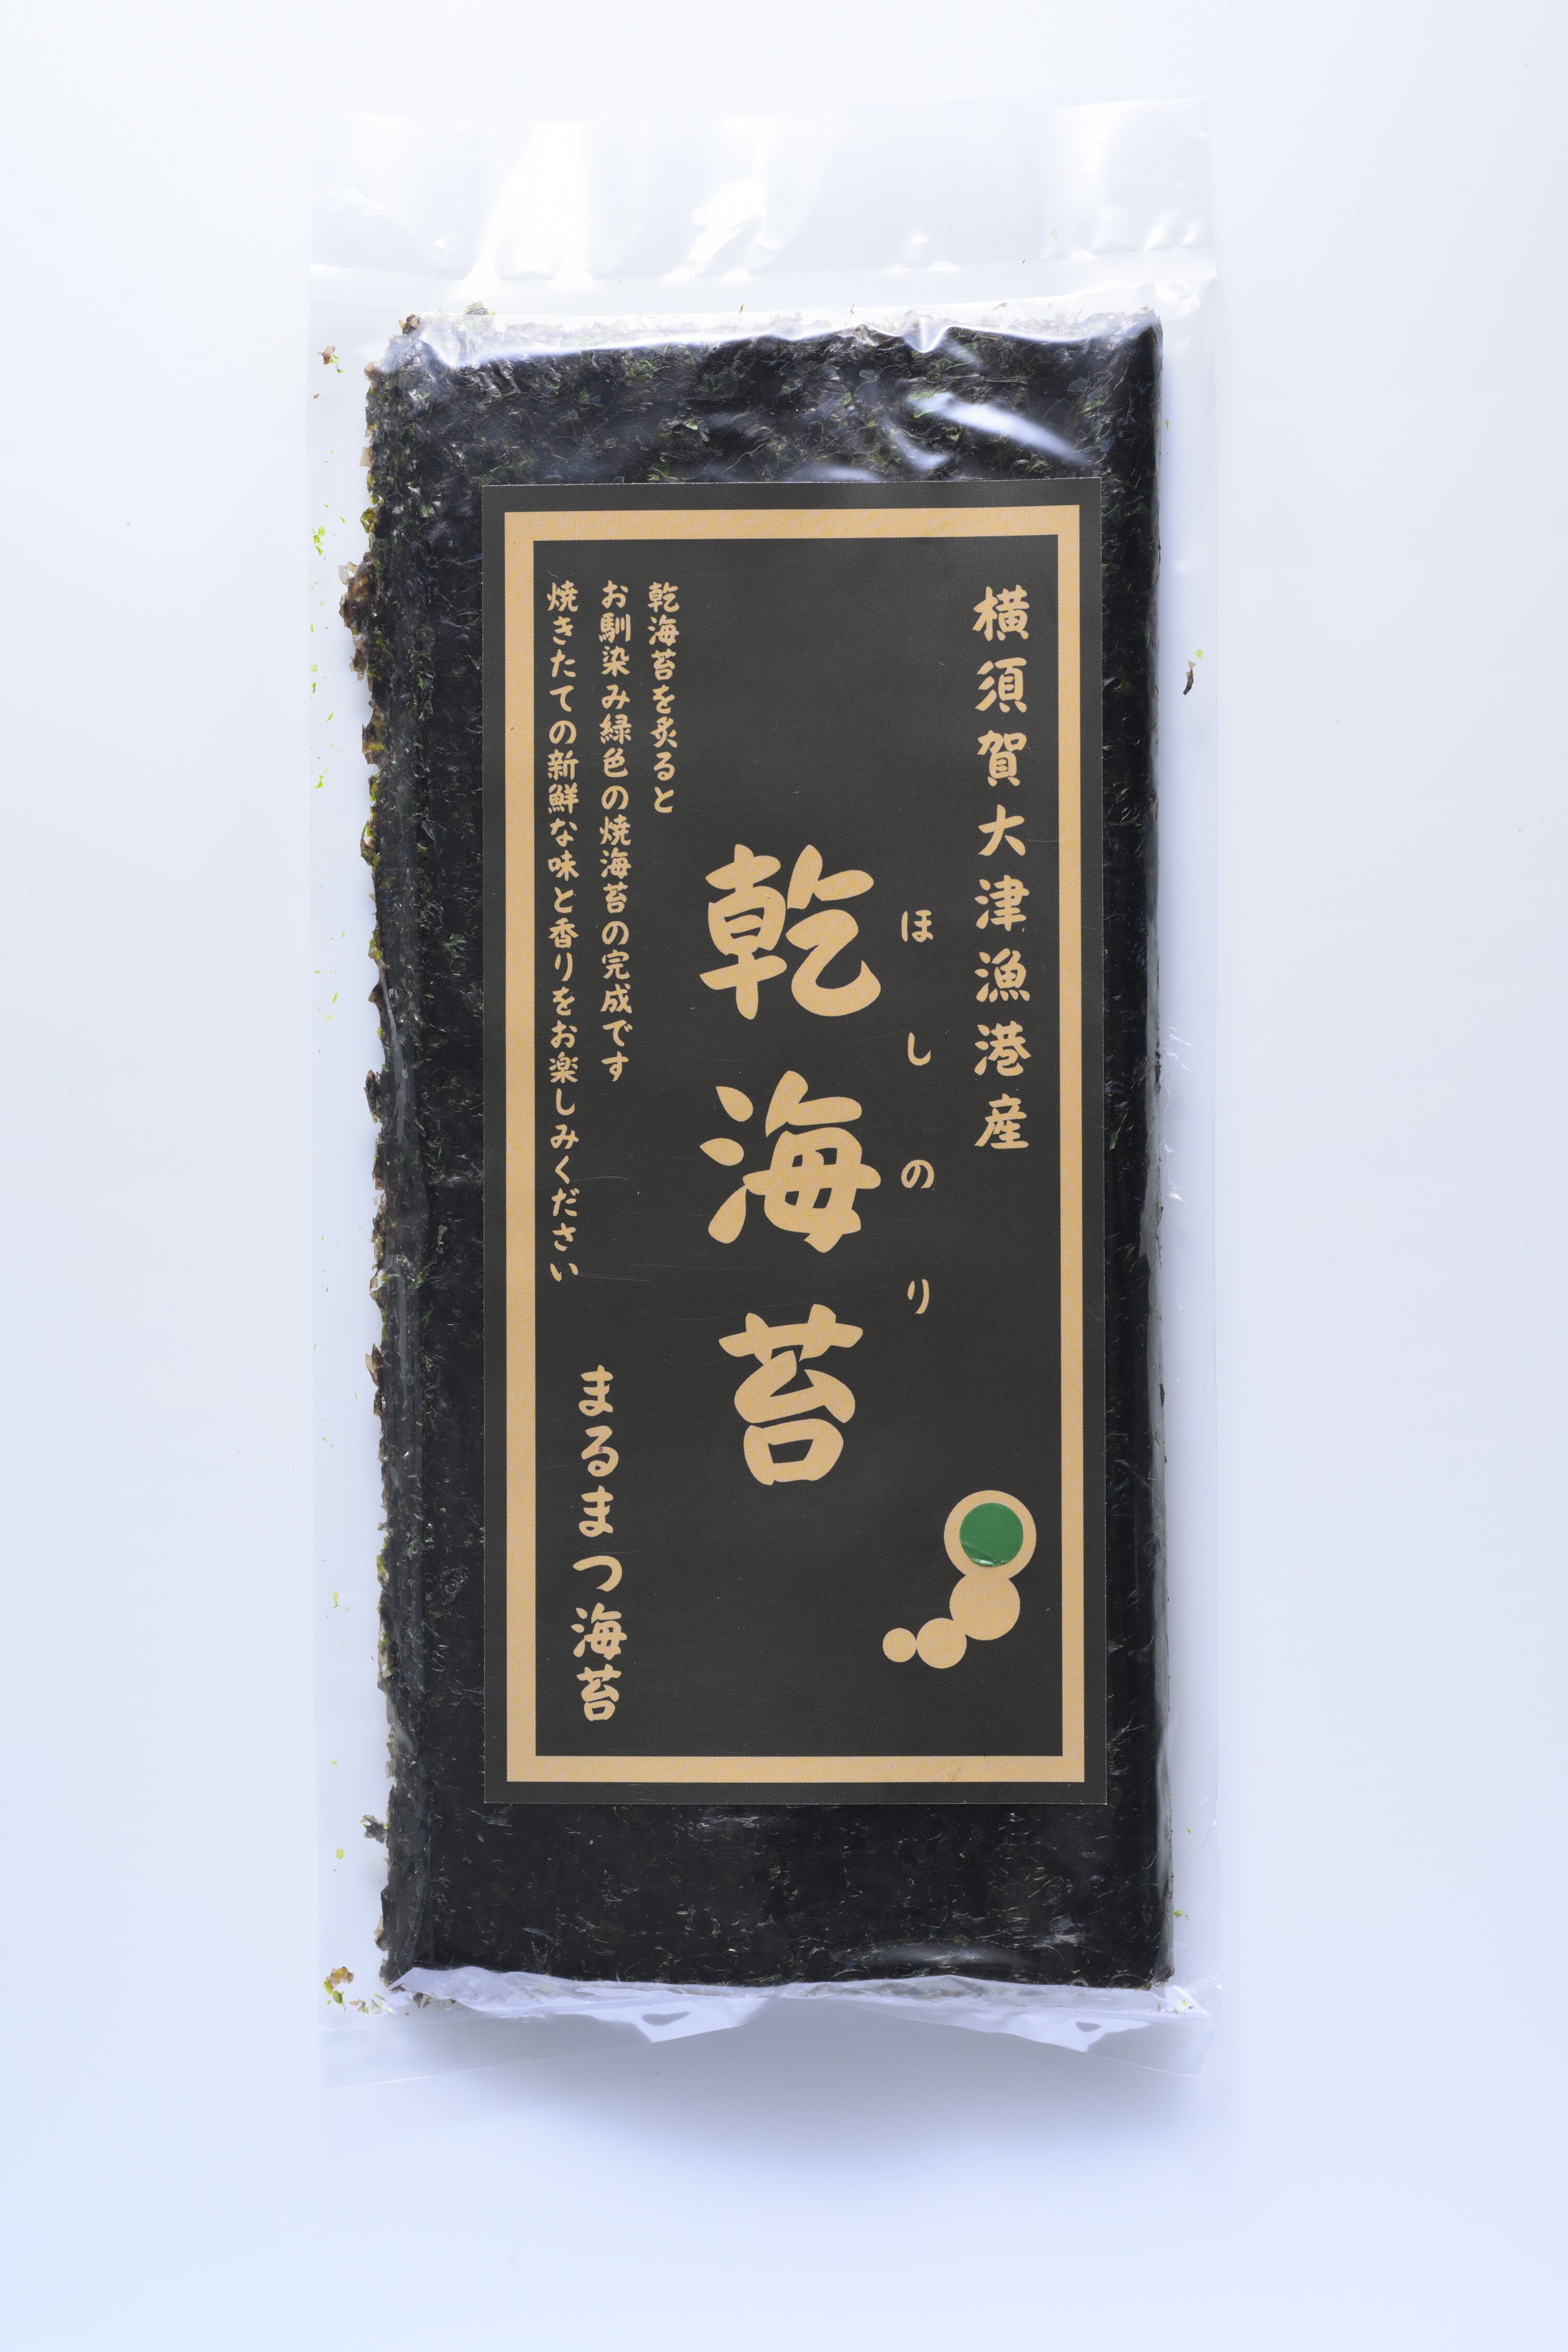 横須賀大津漁港産
ほしのり
乾海苔
乾海苔を炙ると
お馴染み緑色の焼海苔の完成です
焼きたての新鮮な味と香りをお楽しみください
まるまつ海苔